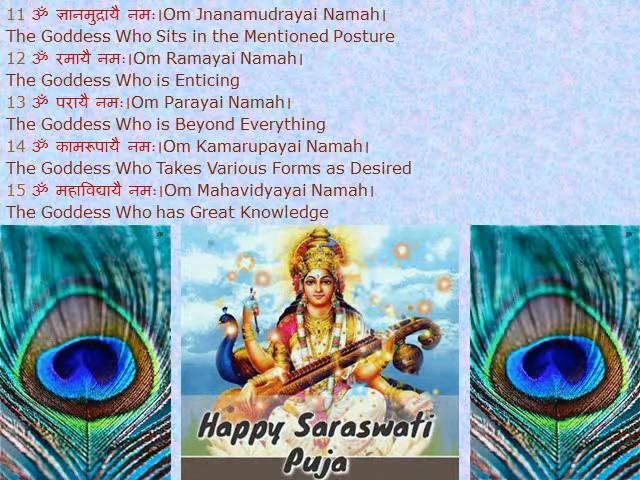 11 ॐ ज्ञानमुद्रायै नमः।Om Jnanamudrayai Namah।
The Goddess Who Sits in the Mentioned Posture
12 ॐ रमायै नमः।Om Ramayai Namah।
The Goddess Who is Enticing
13 ॐ परायै नमः।Om Parayai Namah।
The Goddess Who is Beyond Everything
14 ॐ कामरूपायै नमः।Om Kamarupayai Namah।
The Goddess Who Takes Various Forms as Desired
15 ॐ महाविद्यायै नमः।Om Mahavidyayai Namah।
The Goddess Who has Great Knowledge
Happy Saraswati
Puja